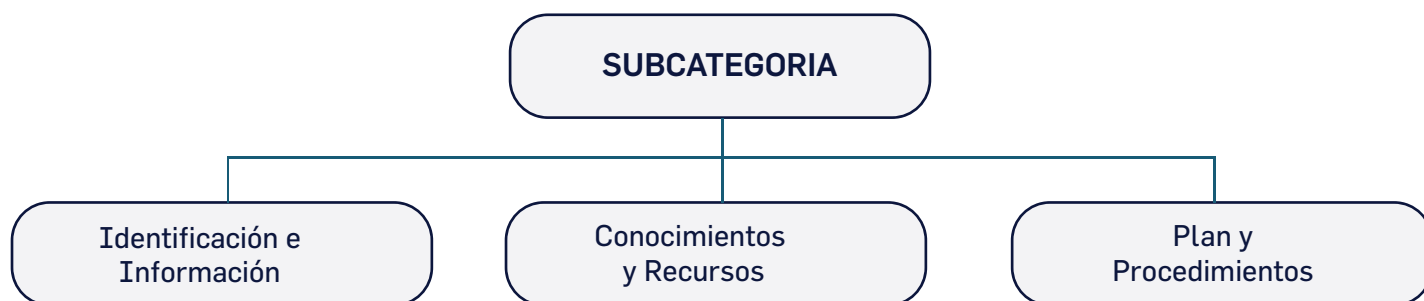 SUBCATEGORIA
Identificación e
Información
Conocimientos
y Recursos
Plan y
Procedimientos